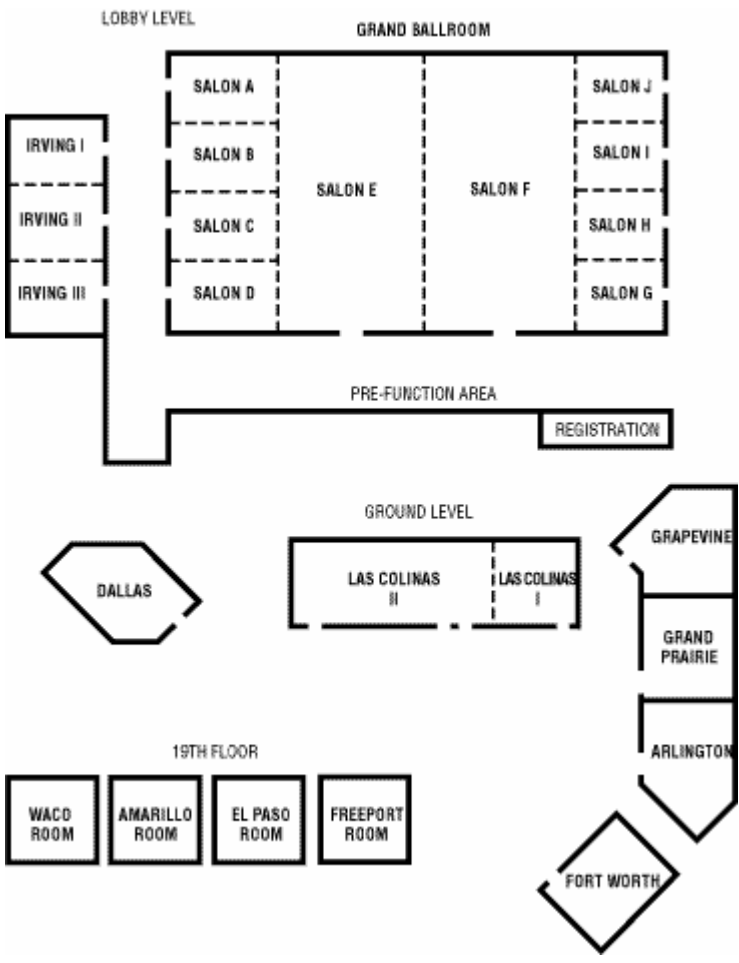 LOBBY LEVEL
GRAND BALLROOM
SALON A
SALON B
SALON C
SALON D
SALON E
SALON F
SALON J
SALON I
SALON H
SALON G
IRVING I
IRVING II
IRVING III
PRE-FUNCTION AREA
REGISTRATION
GROUND LEVEL
DALLAS
LAS COLINAS
II
LAS COLINAS
I
GRAPEVINE
GRAND
PRAIRIE
ARLINGTON
FORT WORTH
19TH FLOOR
WACO
ROOM
AMARILLO
ROOM
EL PASO
ROOM
FREEPORT
ROOM